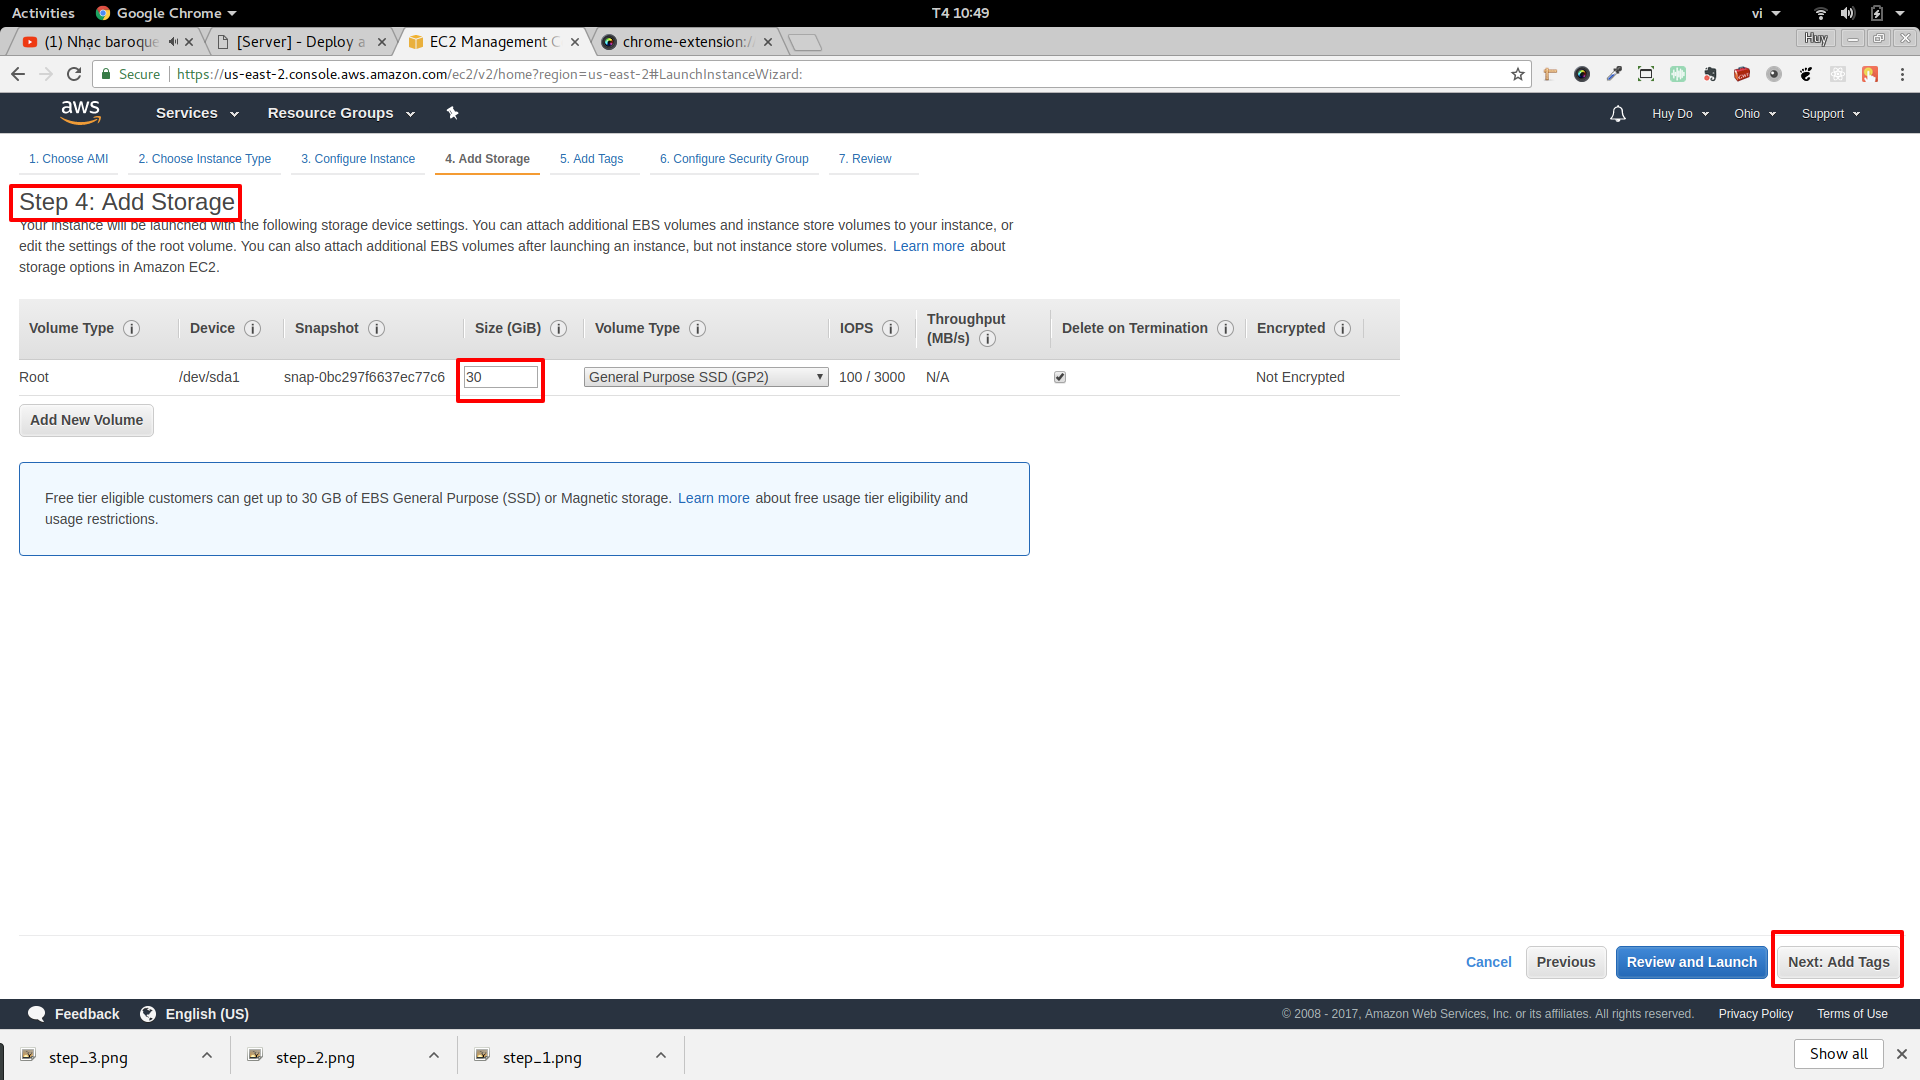 Activities Google Chrome T4 10:49 vi
(1) Nhạc baroque [Server] - Deploy a EC2 Management C chrome-extension:/ Huy
Secure https://us-east-2.console.aws.amazon.com/ec2/v2/home?region=us-east-2#LaunchInstanceWizard:
aws Services Resource Groups Huy Do Ohio Support
1. Choose AMI 2. Choose Instance Type 3. Configure Instance 4. Add Storage 5. Add Tags 6. Configure Security Group 7. Review
Step 4: Add Storage
Your instance will be launched with the following storage device settings. You can attach additional EBS volumes and instance store volumes to your instance, or
edit the settings of the root volume. You can also attach additional EBS volumes after launching an instance, but not instance store volumes. Learn more about
storage options in Amazon EC2.
Volume Type Device Snapshot Size (GiB) Volume Type IOPS Throughput (MB/s) Delete on Termination Encrypted
Root /dev/sda1 snap-0bc297f6637ec77c6 30 General Purpose SSD (GP2) 100 / 3000 N/A Not Encrypted
Add New Volume
Free tier eligible customers can get up to 30 GB of EBS General Purpose (SSD) or Magnetic storage. Learn more about free usage tier eligibility and
usage restrictions.
Cancel Previous Review and Launch Next: Add Tags
Feedback English (US) © 2008 - 2017, Amazon Web Services, Inc. or its affiliates. All rights reserved. Privacy Policy Terms of Use
step_3.png step_2.png step_1.png Show all